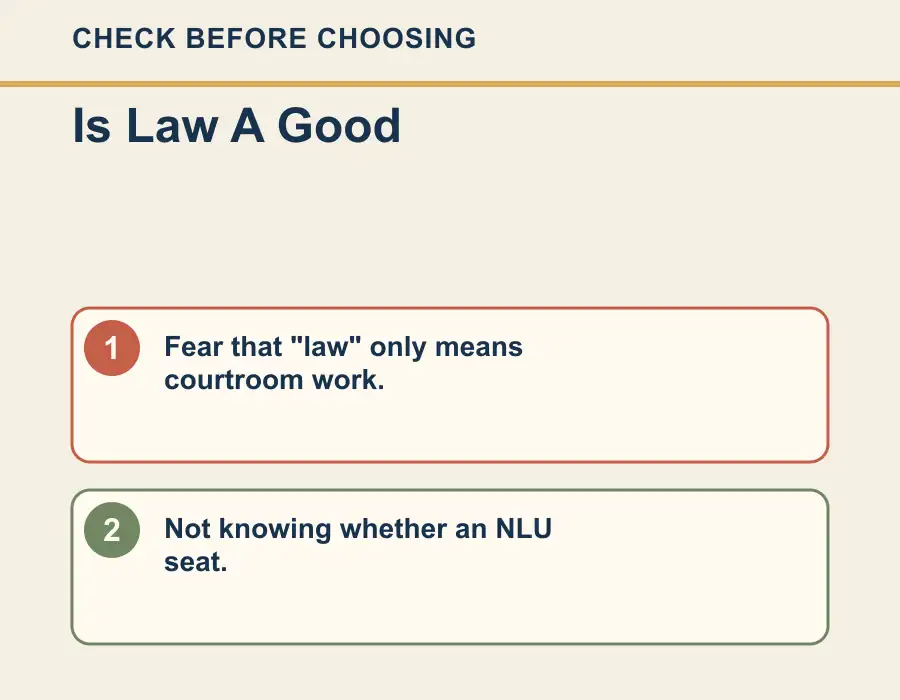 CHECK BEFORE CHOOSING
Is Law A Good
1
Fear that "law" only means
courtroom work.
2
Not knowing whether an NLU
seat.